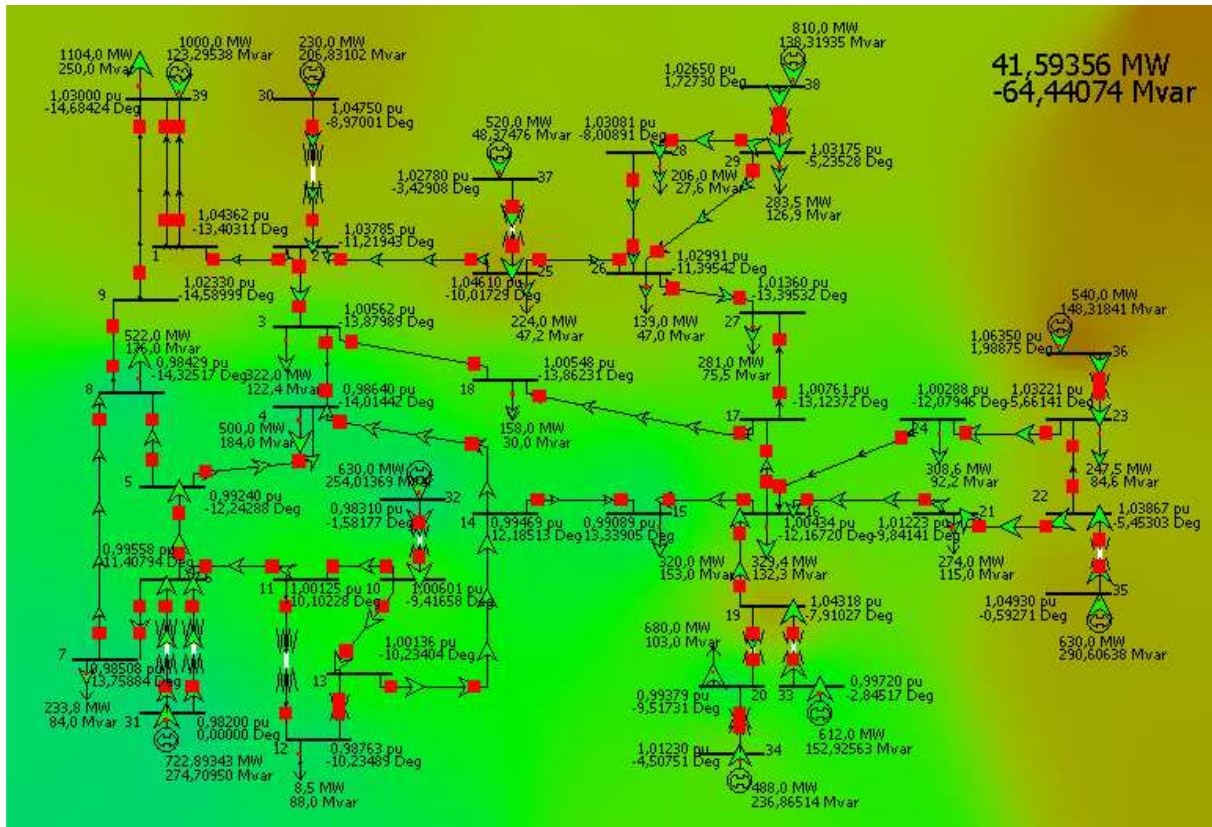 1104,0 MW
250,0 Mvar
1000,0 MW
123,29538 Mvar
1,03000 pu
-14,68424 Deg
39
230,0 MW
206,83102 Mvar
30
1,04750 pu
-8,97001 Deg
810,0 MW
138,31935 Mvar
1,02650 pu
1,72730 Deg
38
41,59356 MW
-64,44074 Mvar
520,0 MW
48,37476 Mvar
1,02780 pu
-3,42908 Deg
37
1,03081 pu
-8,00891 Deg
28
29
1,03175 pu
-5,23528 Deg
206,0 MW
27,6 Mvar
283,5 MW
126,9 Mvar
1,04362 pu
-13,40311 Deg
1
1,03785 pu
-11,21943 Deg
2
25
1,04610 pu
-10,01729 Deg
224,0 MW
47,2 Mvar
26
1,02991 pu
-11,39542 Deg
139,0 MW
47,0 Mvar
1,01360 pu
-13,39532 Deg
27
281,0 MW
75,5 Mvar
540,0 MW
148,31841 Mvar
1,06350 pu
1,98875 Deg
36
9
1,02330 pu
-14,58999 Deg
3
1,00562 pu
-13,87989 Deg
322,0 MW
122,4 Mvar
522,0 MW
176,0 Mvar
0,98429 pu
-14,32517 Deg
8
1,00548 pu
-13,86231 Deg
18
158,0 MW
30,0 Mvar
17
1,00761 pu
-13,12372 Deg
1,00288 pu
-12,07946 Deg
24
308,6 MW
92,2 Mvar
1,03221 pu
-5,66141 Deg
23
247,5 MW
84,6 Mvar
0,98640 pu
-14,01442 Deg
4
500,0 MW
184,0 Mvar
5
0,99240 pu
-12,24288 Deg
630,0 MW
254,01369 Mvar
32
0,98310 pu
-1,58177 Deg
14
0,99469 pu
12,18513 Deg
15
0,99089 pu
13,33905 Deg
320,0 MW
153,0 Mvar
16
1,00434 pu
-12,16720 Deg
329,4 MW
132,3 Mvar
21
1,01223 pu
-9,84141 Deg
274,0 MW
115,0 Mvar
22
1,03867 pu
-5,45303 Deg
0,99558 pu
11,40794 Deg
6
11
1,00125 pu
-10,10228 Deg
10
1,00601 pu
-9,41658 Deg
1,04930 pu
-0,59271 Deg
35
630,0 MW
290,60638 Mvar
19
1,04318 pu
-7,91027 Deg
7
0,98508 pu
-13,75884 Deg
233,8 MW
84,0 Mvar
1,00136 pu
-10,23404 Deg
13
680,0 MW
103,0 Mvar
20
0,99379 pu
-9,51731 Deg
33
0,99720 pu
-2,84517 Deg
612,0 MW
152,92563 Mvar
31
0,98200 pu
0,00000 Deg
722,89343 MW
274,70950 Mvar
12
0,98763 pu
-10,23489 Deg
8,5 MW
88,0 Mvar
1,01230 pu
-4,50751 Deg
34
488,0 MW
236,86514 Mvar